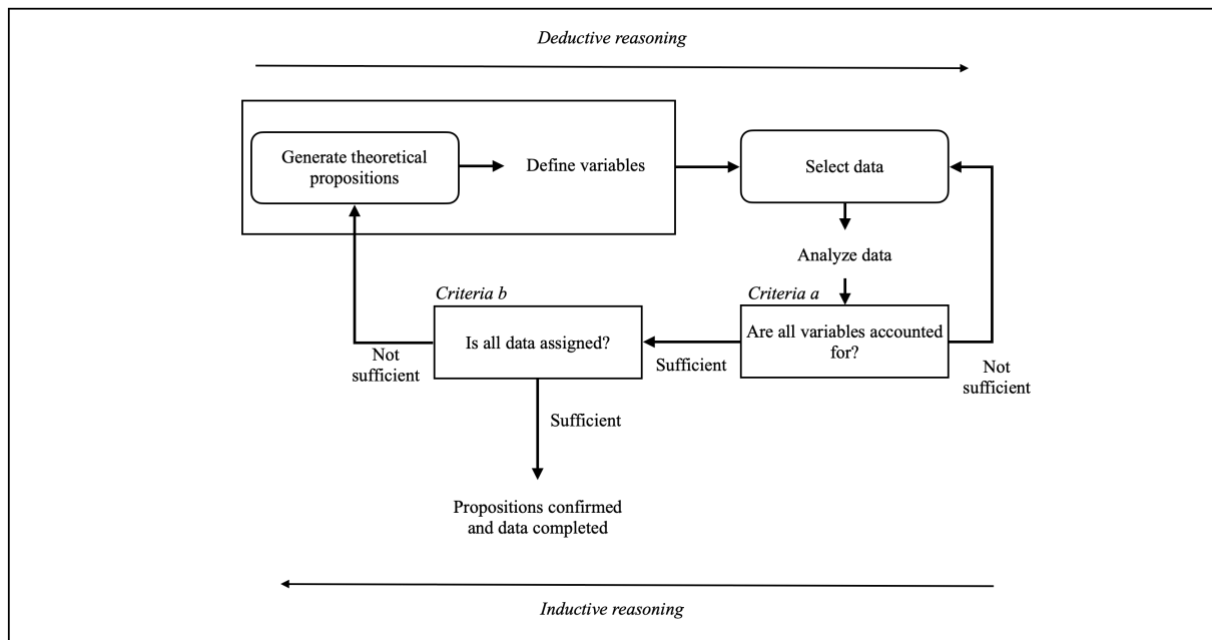 Deductive reasoning
Generate theoretical
propositions
Define variables
Select data
Analyze data
Criteria b
Criteria a
Is all data assigned?
Are all variables accounted
for?
Not
sufficient
Sufficient
Not
sufficient
Sufficient
Propositions confirmed
and data completed
Inductive reasoning